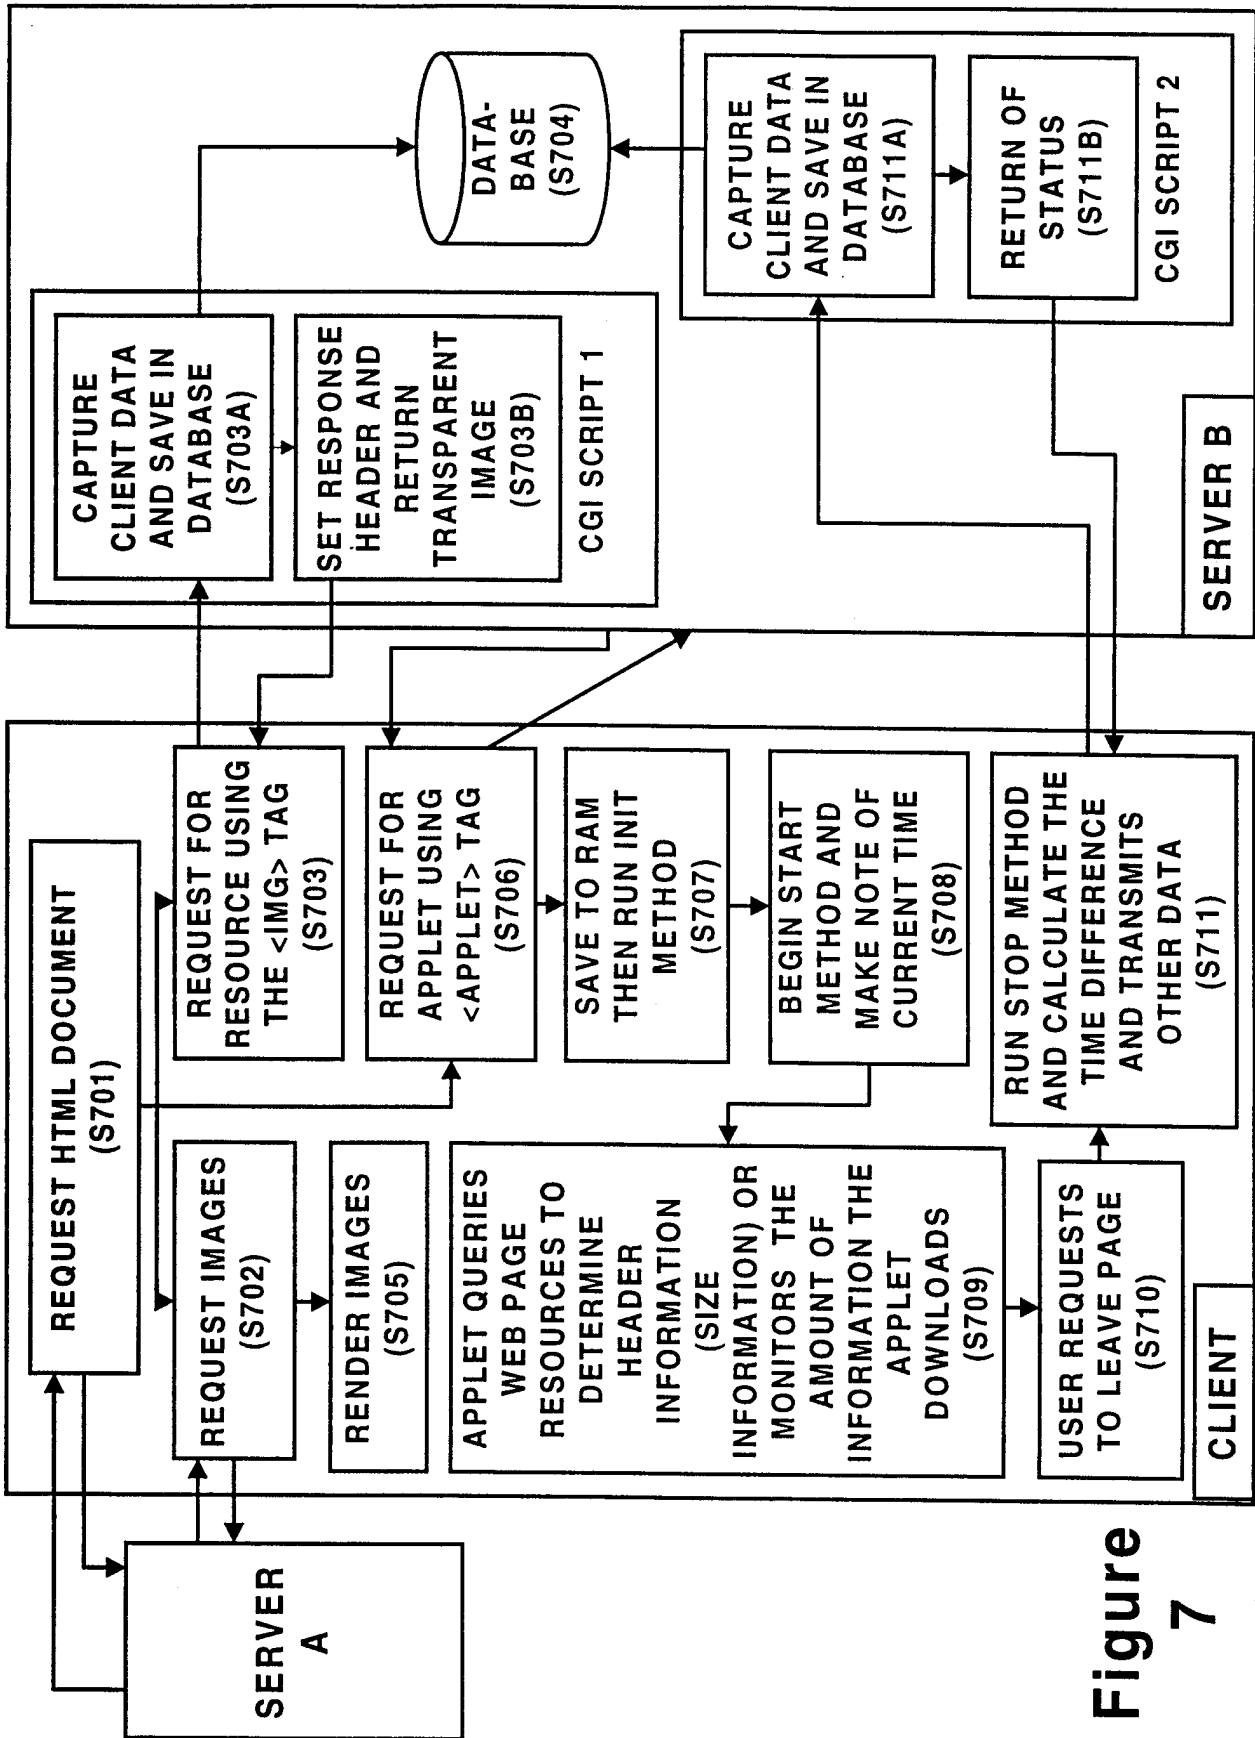 SERVER
A
REQUEST HTML DOCUMENT
(S701)
REQUEST IMAGES
(S702)
RENDER IMAGES
(S705)
REQUEST FOR
RESOURCE USING
THE <IMG> TAG
(S703)
REQUEST FOR
APPLET USING
<APPLET> TAG
(S706)
SAVE TO RAM
THEN RUN INIT
METHOD
(S707)
BEGIN START
METHOD AND
MAKE NOTE OF
CURRENT TIME
(S708)
APPLET QUERIES
WEB PAGE
RESOURCES TO
DETERMINE
HEADER
INFORMATION
(SIZE
INFORMATION) OR
MONITORS THE
AMOUNT OF
INFORMATION THE
APPLET
DOWNLOADS
(S709)
USER REQUESTS
TO LEAVE PAGE
(S710)
RUN STOP METHOD
AND CALCULATE THE
TIME DIFFERENCE
AND TRANSMITS
OTHER DATA
(S711)
CLIENT
CAPTURE
CLIENT DATA
AND SAVE IN
DATABASE
(S703A)
SET RESPONSE
HEADER AND
RETURN
TRANSPARENT
IMAGE
(S703B)
CGI SCRIPT 1
DATA-
BASE
(S704)
CAPTURE
CLIENT DATA
AND SAVE IN
DATABASE
(S711A)
RETURN OF
STATUS
(S711B)
CGI SCRIPT 2
SERVER B
Figure
7